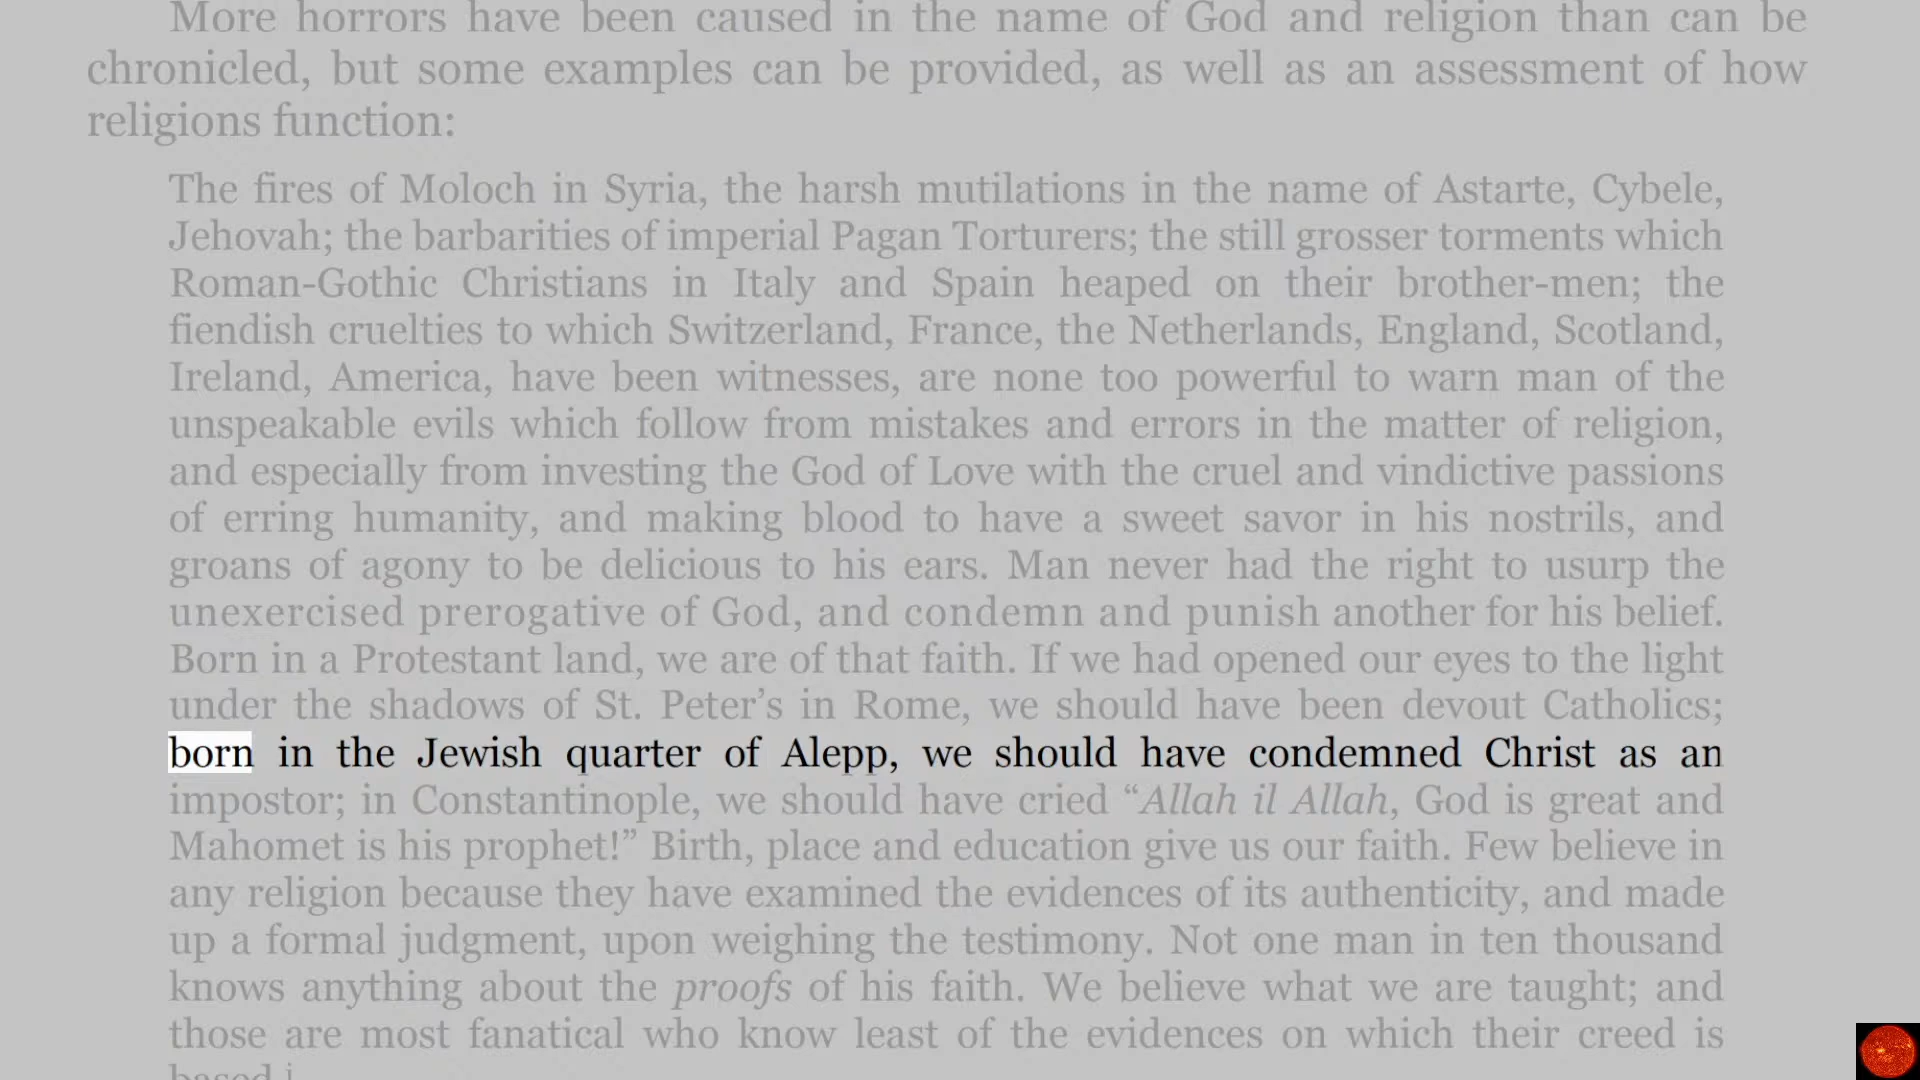 More horrors have been caused in the name of God and religion than can be
chronicled, but some examples can be provided, as well as an assessment of how
religions function:
The fires of Moloch in Syria, the harsh mutilations in the name of Astarte, Cybele,
Jehovah; the barbarities of imperial Pagan Torturers; the still grosser torments which
Roman-Gothic Christians in Italy and Spain heaped on their brother-men; the
fiendish cruelties to which Switzerland, France, the Netherlands, England, Scotland,
Ireland, America, have been witnesses, are none too powerful to warn man of the
unspeakable evils which follow from mistakes and errors in the matter of religion,
and especially from investing the God of Love with the cruel and vindictive passions
of erring humanity, and making blood to have a sweet savor in his nostrils, and
groans of agony to be delicious to his ears. Man never had the right to usurp the
unexercised prerogative of God, and condemn and punish another for his belief.
Born in a Protestant land, we are of that faith. If we had opened our eyes to the light
under the shadows of St. Peter’s in Rome, we should have been devout Catholics;
born in the Jewish quarter of Alepp, we should have condemned Christ as an
impostor; in Constantinople, we should have cried “Allah il Allah, God is great and
Mahomet is his prophet!” Birth, place and education give us our faith. Few believe in
any religion because they have examined the evidences of its authenticity, and made
up a formal judgment, upon weighing the testimony. Not one man in ten thousand
knows anything about the proofs of his faith. We believe what we are taught; and
those are most fanatical who know least of the evidences on which their creed is
based.i